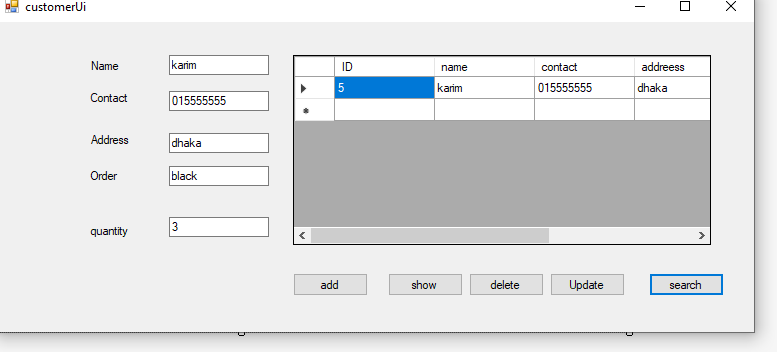 customerUi
Name karim
Contact 015555555
Address dhaka
Order black
quantity 3
ID name contact addreess
5 karim 015555555 dhaka
add show delete Update search